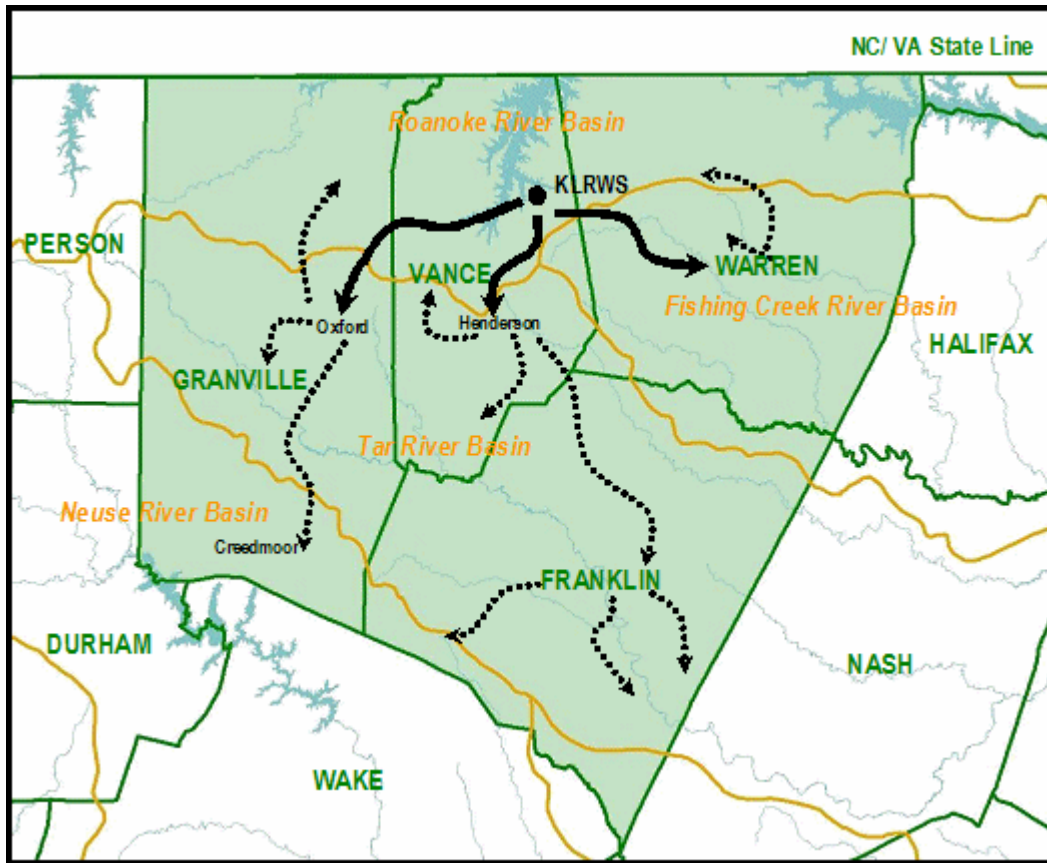 NC/ VA State Line
Roanoke River Basin
KLRWS
PERSON
VANCE
WARREN
Fishing Creek River Basin
Oxford
Henderson
HALIFAX
GRANVILLE
Tar River Basin
Neuse River Basin
Creedmoor
FRANKLIN
DURHAM
NASH
WAKE